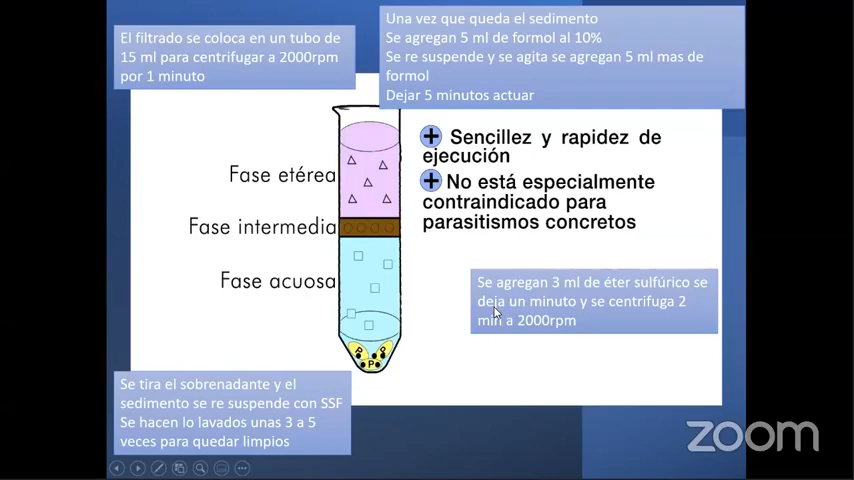 El filtrado se coloca en un tubo de
15 ml para centrifugar a 2000rpm
por 1 minuto
Una vez que queda el sedimento
Se agregan 5 ml de formol al 10%
Se re suspende y se agita se agregan 5 ml mas de
formol
Dejar 5 minutos actuar
Sencillez y rapidez de
ejecución
No está especialmente
contraindicado para
parasitismos concretos
Fase etérea
Fase intermedia
Fase acuosa
P P
P
Se agregan 3 ml de éter sulfúrico se
deja un minuto y se centrifuga 2
min a 2000rpm
Se tira el sobrenadante y el
sedimento se re suspende con SSF
Se hacen lo lavados unas 3 a 5
veces para quedar limpios
zoom